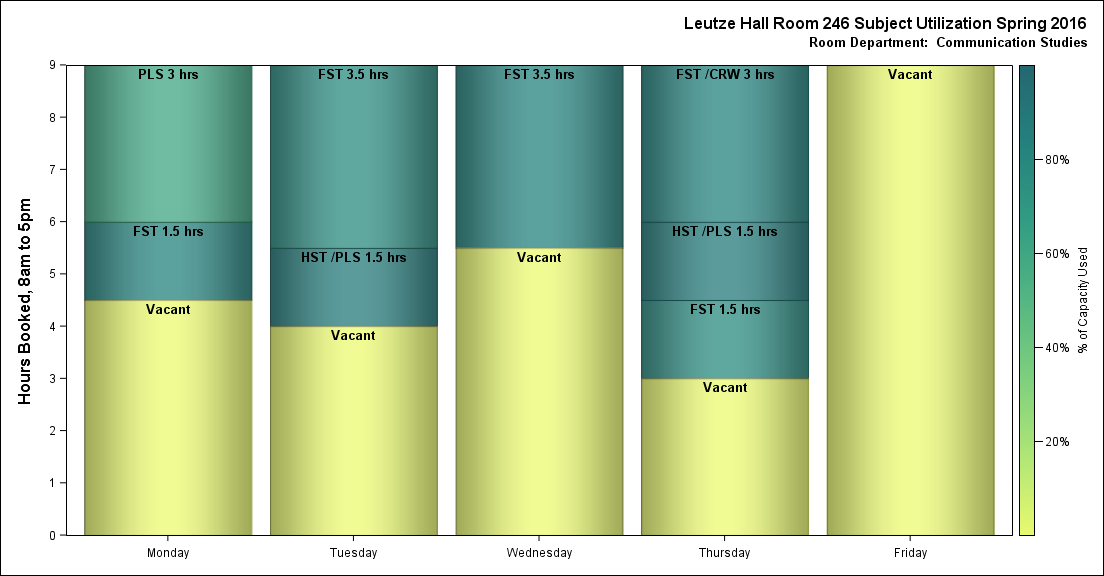 Leutze Hall Room 246 Subject Utilization Spring 2016
Room Department: Communication Studies
Hours Booked, 8am to 5pm
9
8
7
6
5
4
3
2
1
0
PLS 3 hrs
FST 1.5 hrs
Vacant
FST 3.5 hrs
HST /PLS 1.5 hrs
Vacant
FST 3.5 hrs
Vacant
FST /CRW 3 hrs
HST /PLS 1.5 hrs
FST 1.5 hrs
Vacant
Vacant
Monday
Tuesday
Wednesday
Thursday
Friday
80%
60%
40%
20%
% of Capacity Used